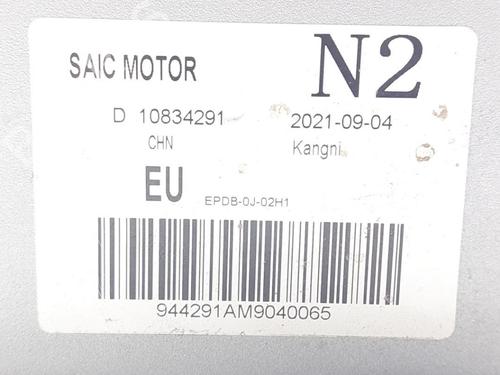 SAIC MOTOR N2
D 10834291 2021-09-04
CHN Kangni
EU EPDB-0J-02H1
944291AM9040065